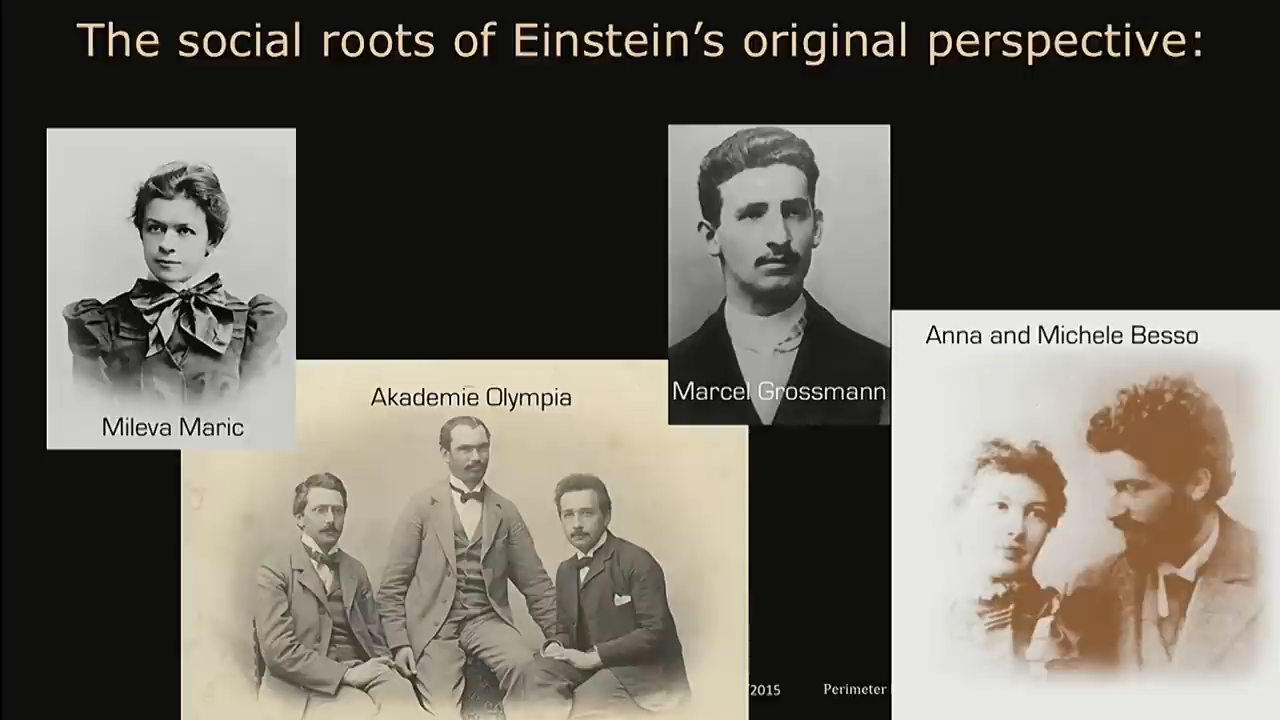 The social roots of Einstein's original perspective:
Anna and Michele Besso
Marcel Grossmann
Akademie Olympia
Mileva Maric
/2015 Perimeter